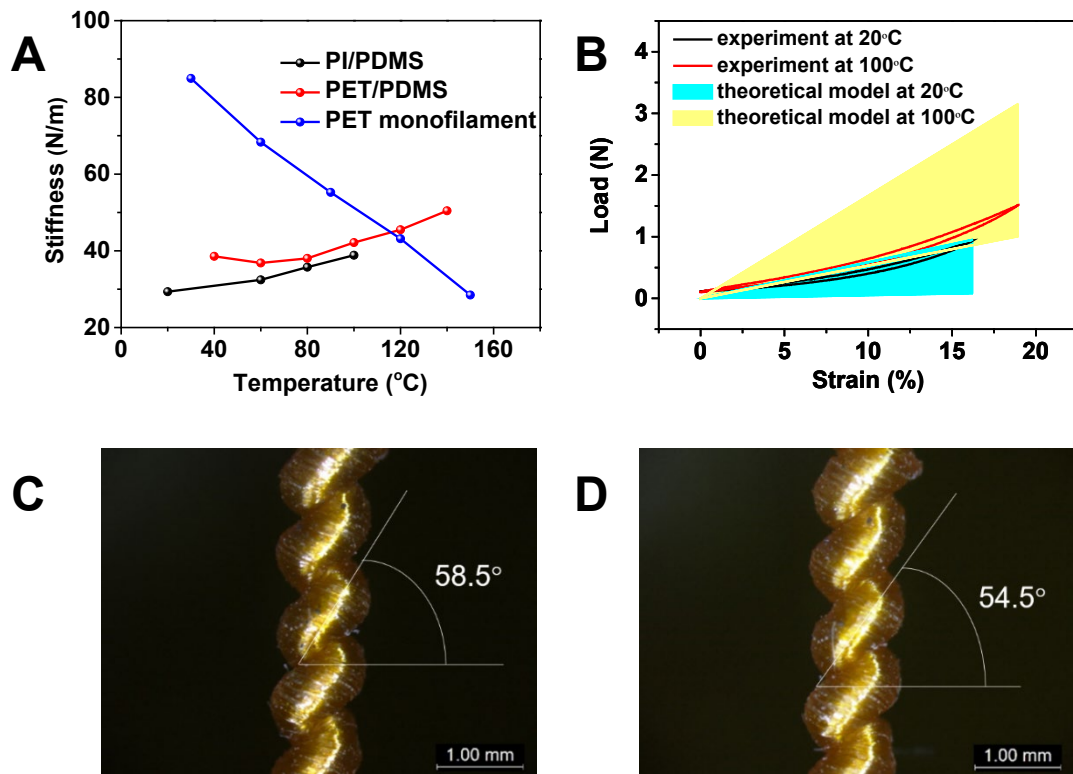 A
100
80
60
40
20
Stiffness (N/m)
0
40
80
120
160
Temperature (°C)
PI/PDMS
PET/PDMS
PET monofilament
B
4
3
2
1
0
Load (N)
0
5
10
15
20
Strain (%)
experiment at 20°C
experiment at 100°C
theoretical model at 20°C
theoretical model at 100°C
C
58.5°
1.00 mm
D
54.5°
1.00 mm